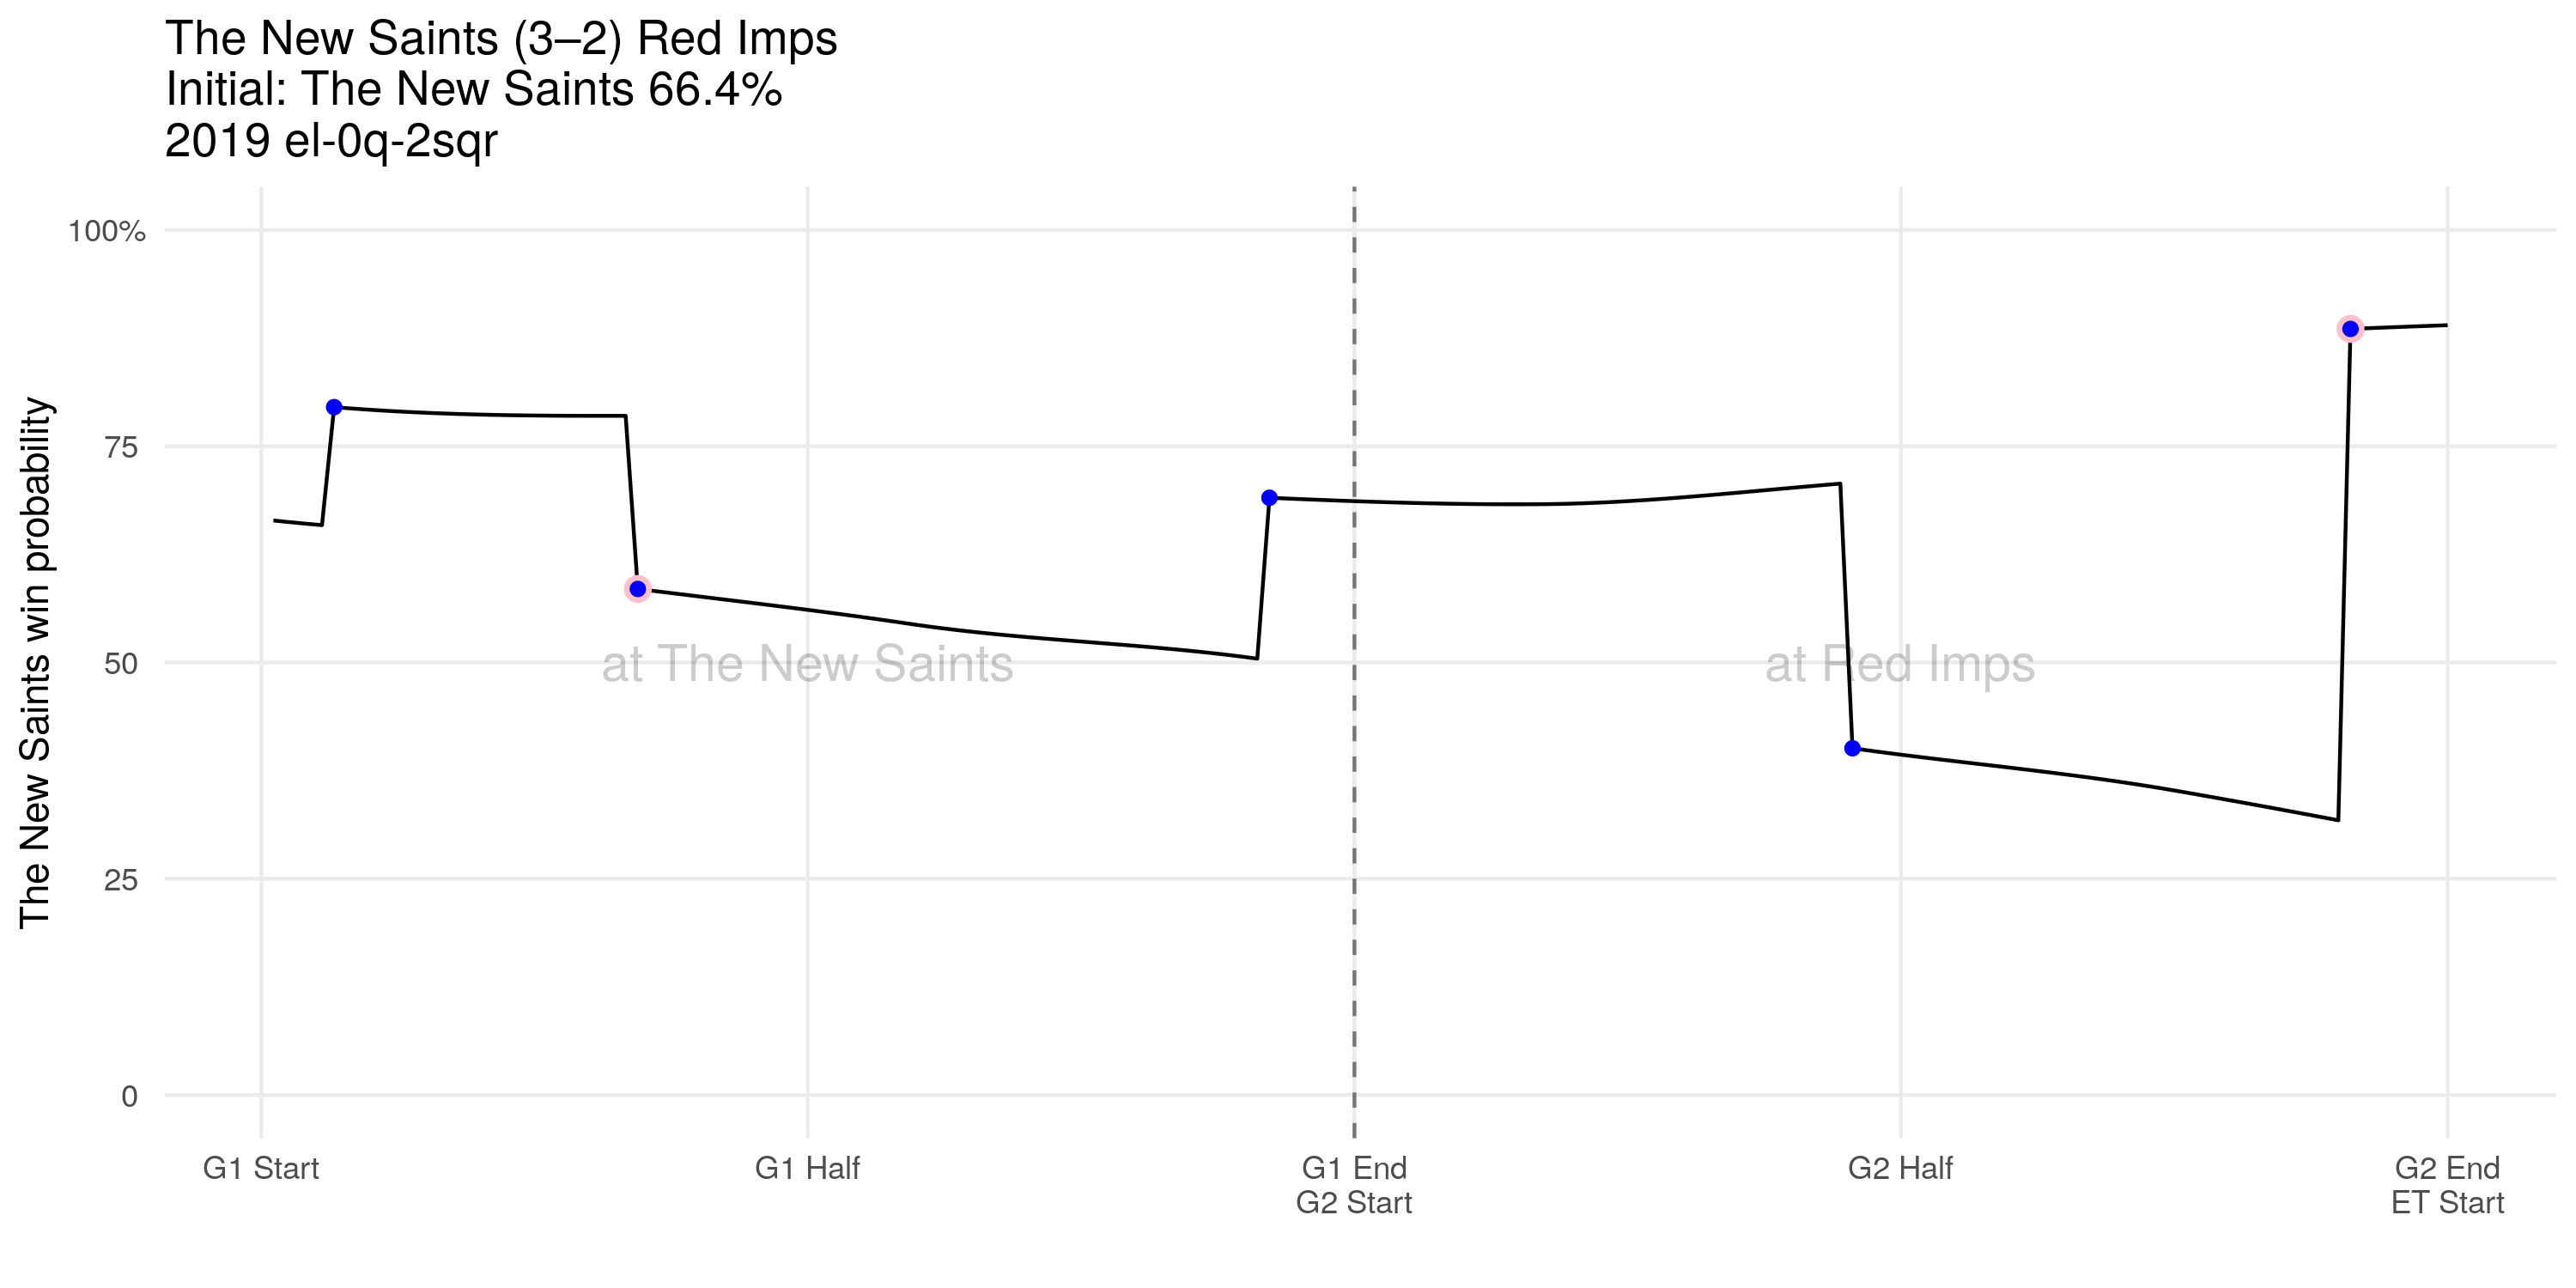 The New Saints (3–2) Red Imps
Initial: The New Saints 66.4%
2019 el-0q-2sqr
The New Saints win probability
100%
75
50
25
0
at The New Saints
at Red Imps
G1 Start
G1 Half
G1 End
G2 Start
G2 Half
G2 End
ET Start